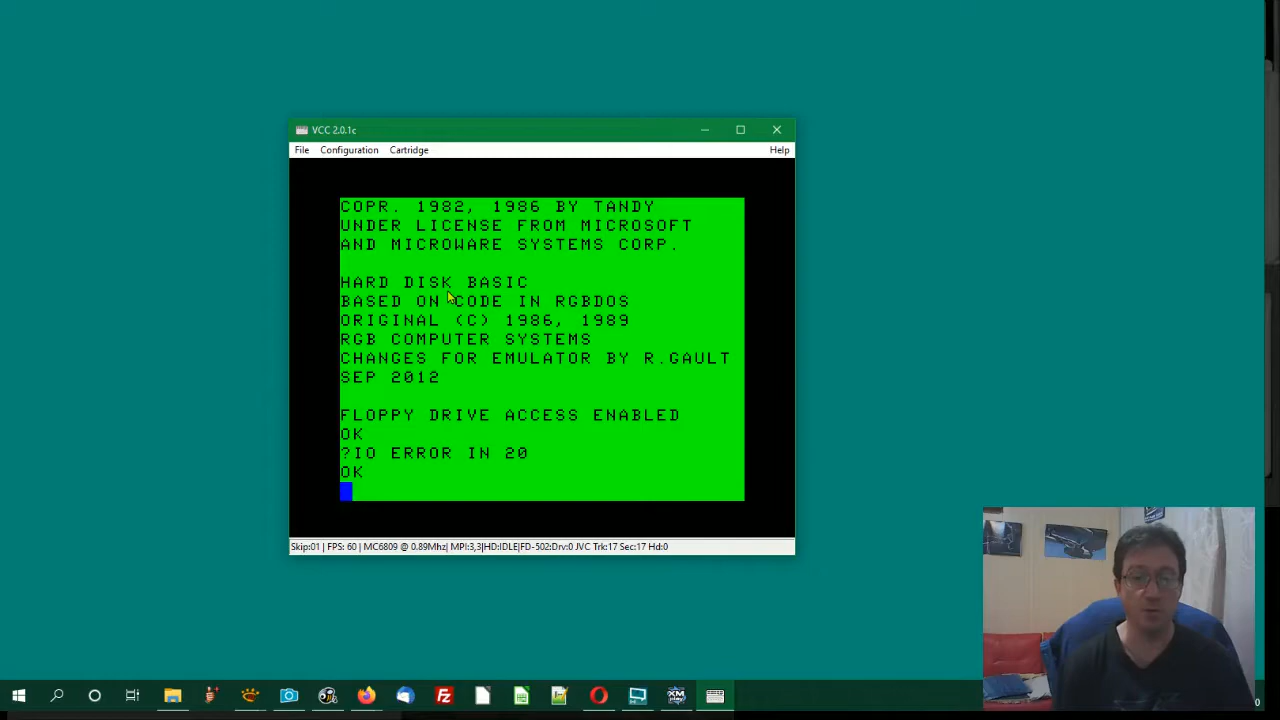 VCC 2.0.1c
File Configuration Cartridge Help
COPR. 1982, 1986 BY TANDY
UNDER LICENSE FROM MICROSOFT
AND MICROWARE SYSTEMS CORP.
HARD DISK BASIC
BASED ON CODE IN RGBDOS
ORIGINAL (C) 1986, 1989
RGB COMPUTER SYSTEMS
CHANGES FOR EMULATOR BY R.GAULT
SEP 2012
FLOPPY DRIVE ACCESS ENABLED
OK
?IO ERROR IN 20
OK
Skip:01 | FPS: 60 | MC6809 @ 0.89Mhz| MPI:3,3|HD:IDLE|FD-502:Drv:0 JVC Trk:17 Sec:17 Hd:0